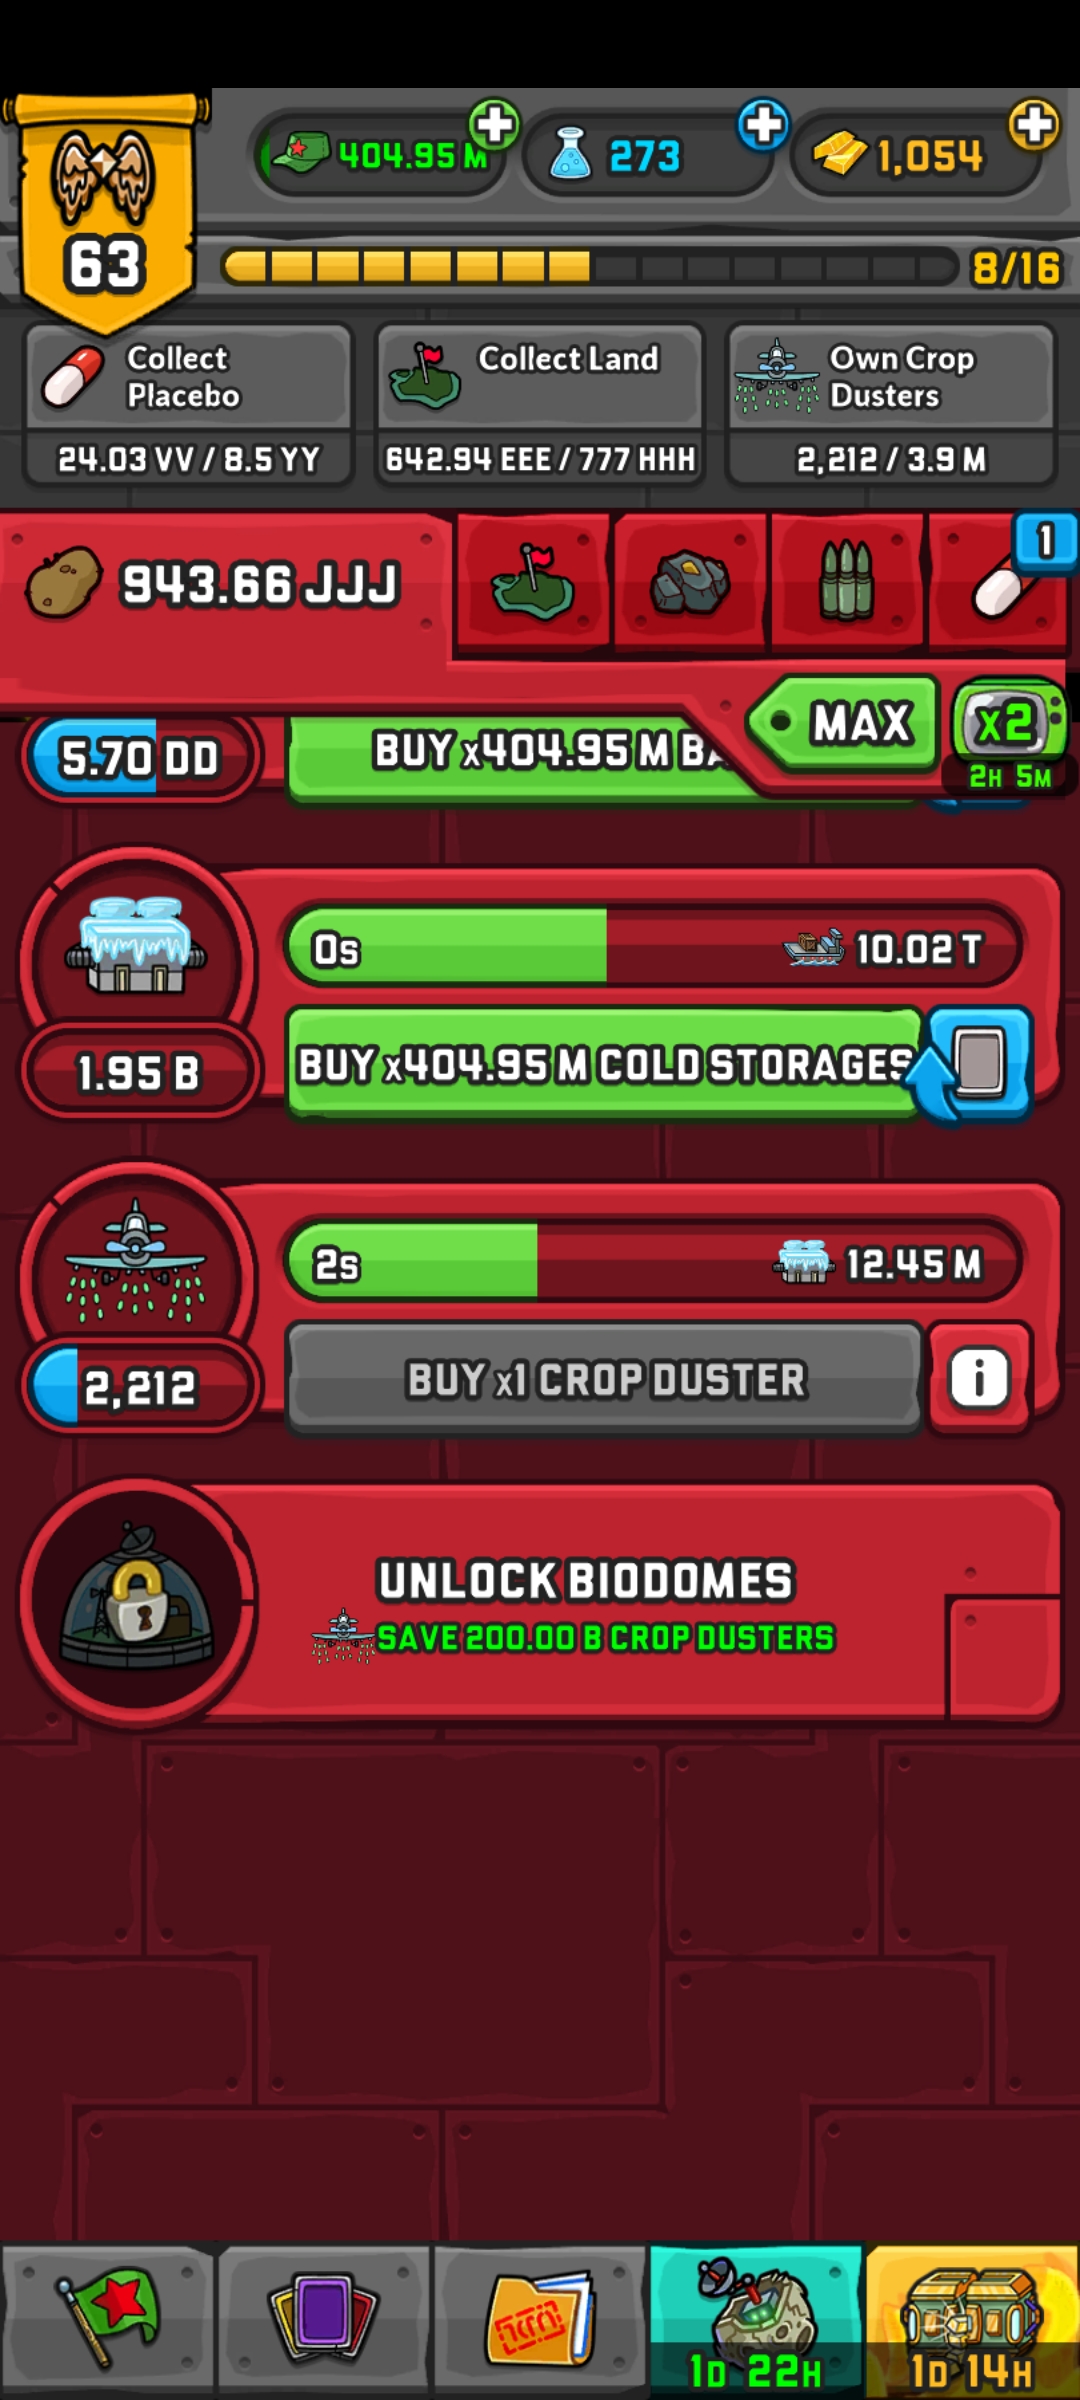 404.95 M
273
1,054
63
8/16
Collect
Placebo
Collect Land
Own Crop
Dusters
24.03 VV / 8.5 YY
642.94 EEE / 777 HHH
2,212 / 3.9 M
943.66 JJJ
1
MAX
X2
2H 5M
5.70 DD
BUY x404.95 M
0s
10.02 T
1.95 B
BUY x404.95 M COLD STORAGES
2s
12.45 M
2,212
BUY x1 CROP DUSTER
i
UNLOCK BIODOMES
SAVE 200.00 B CROP DUSTERS
1D 22H
1D 14H